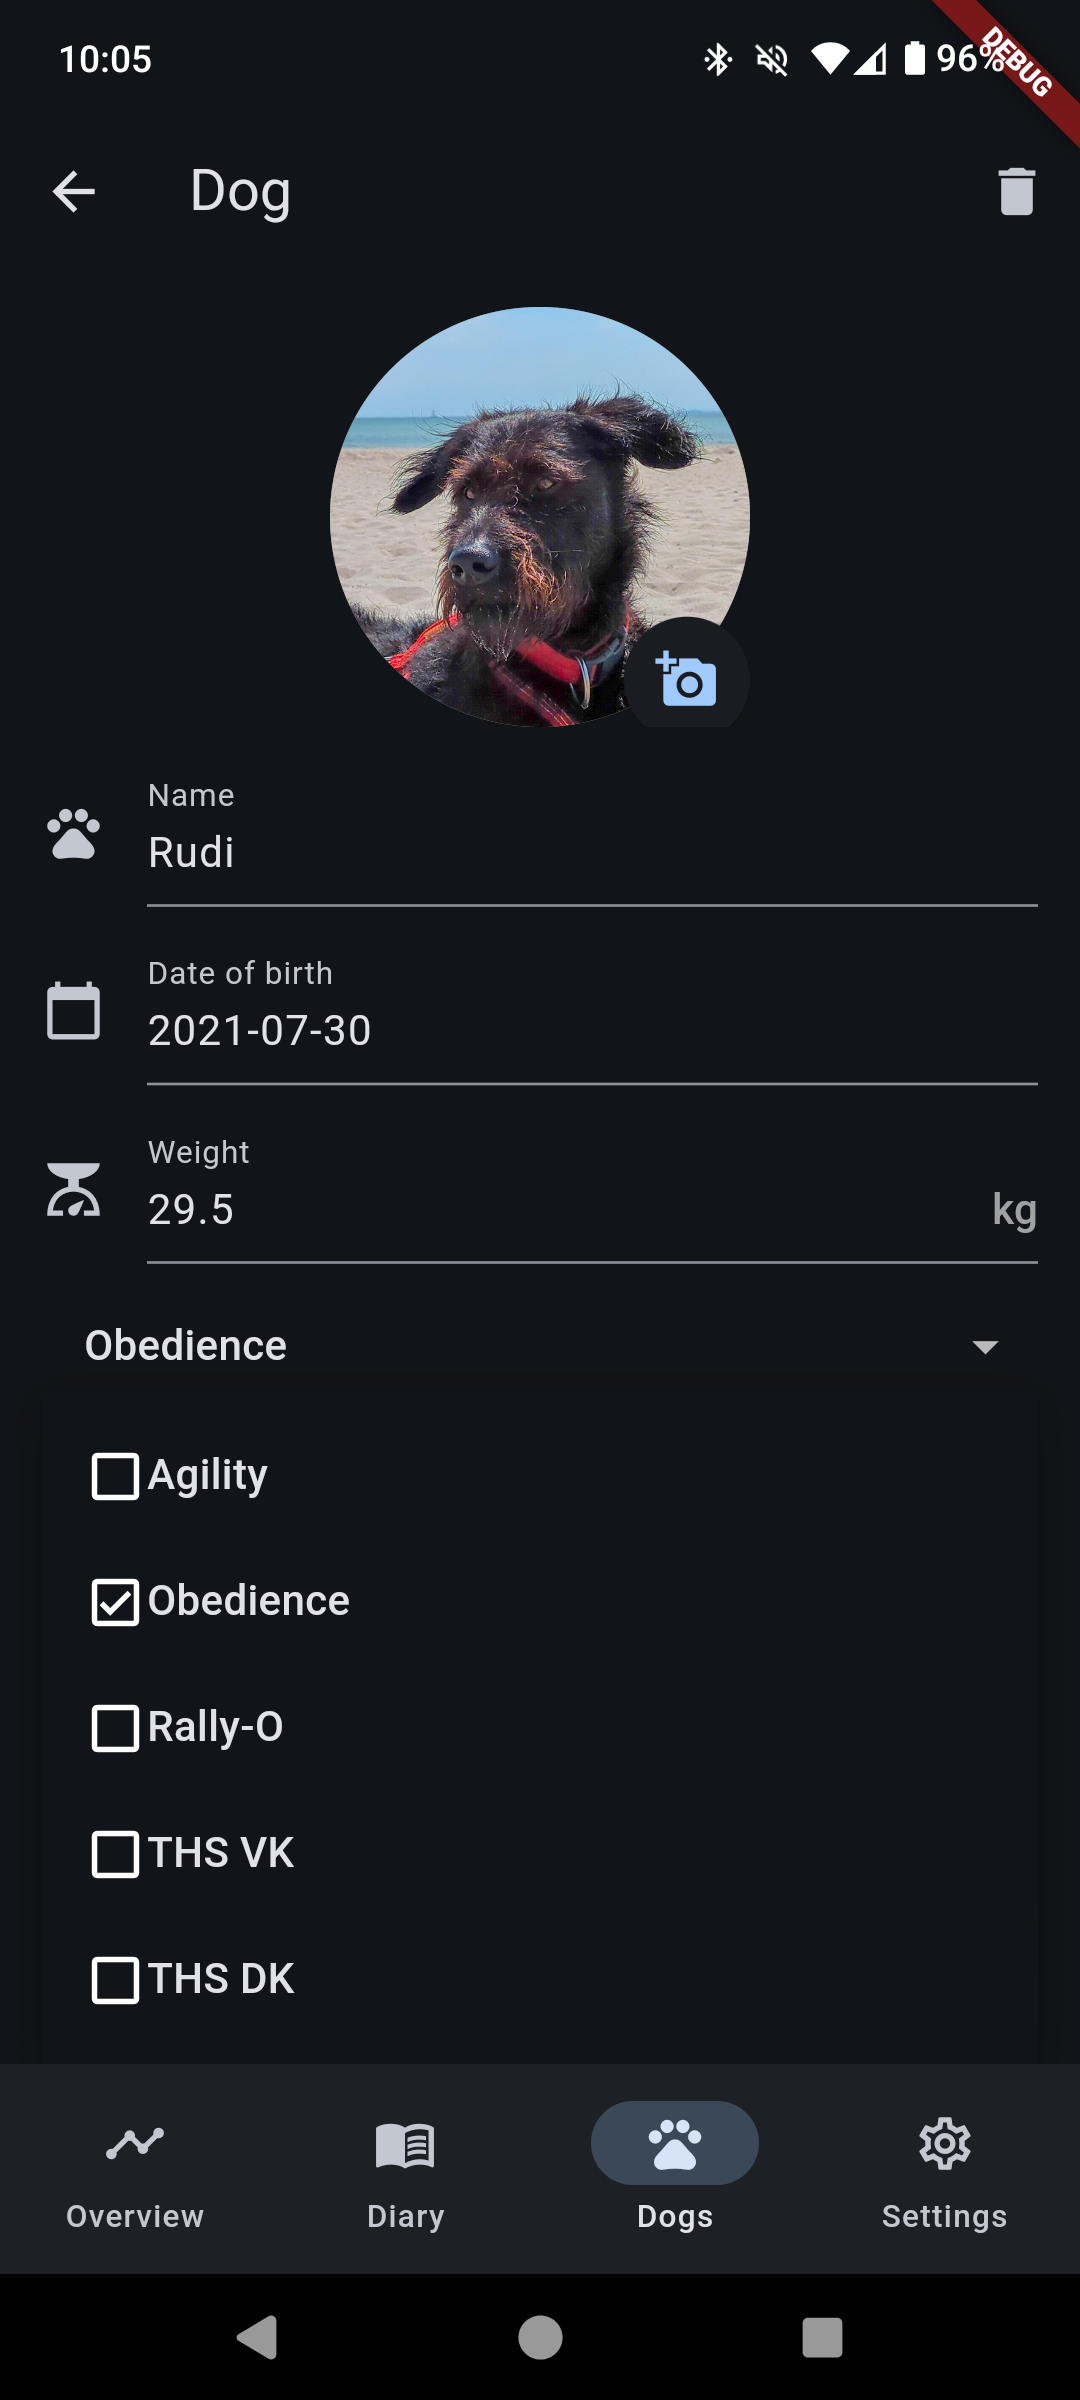 10:05
96%
DEBUG
Dog
Name
Rudi
Date of birth
2021-07-30
Weight
29.5 kg
Obedience
Agility
Obedience
Rally-O
THS VK
THS DK
Overview Diary Dogs Settings